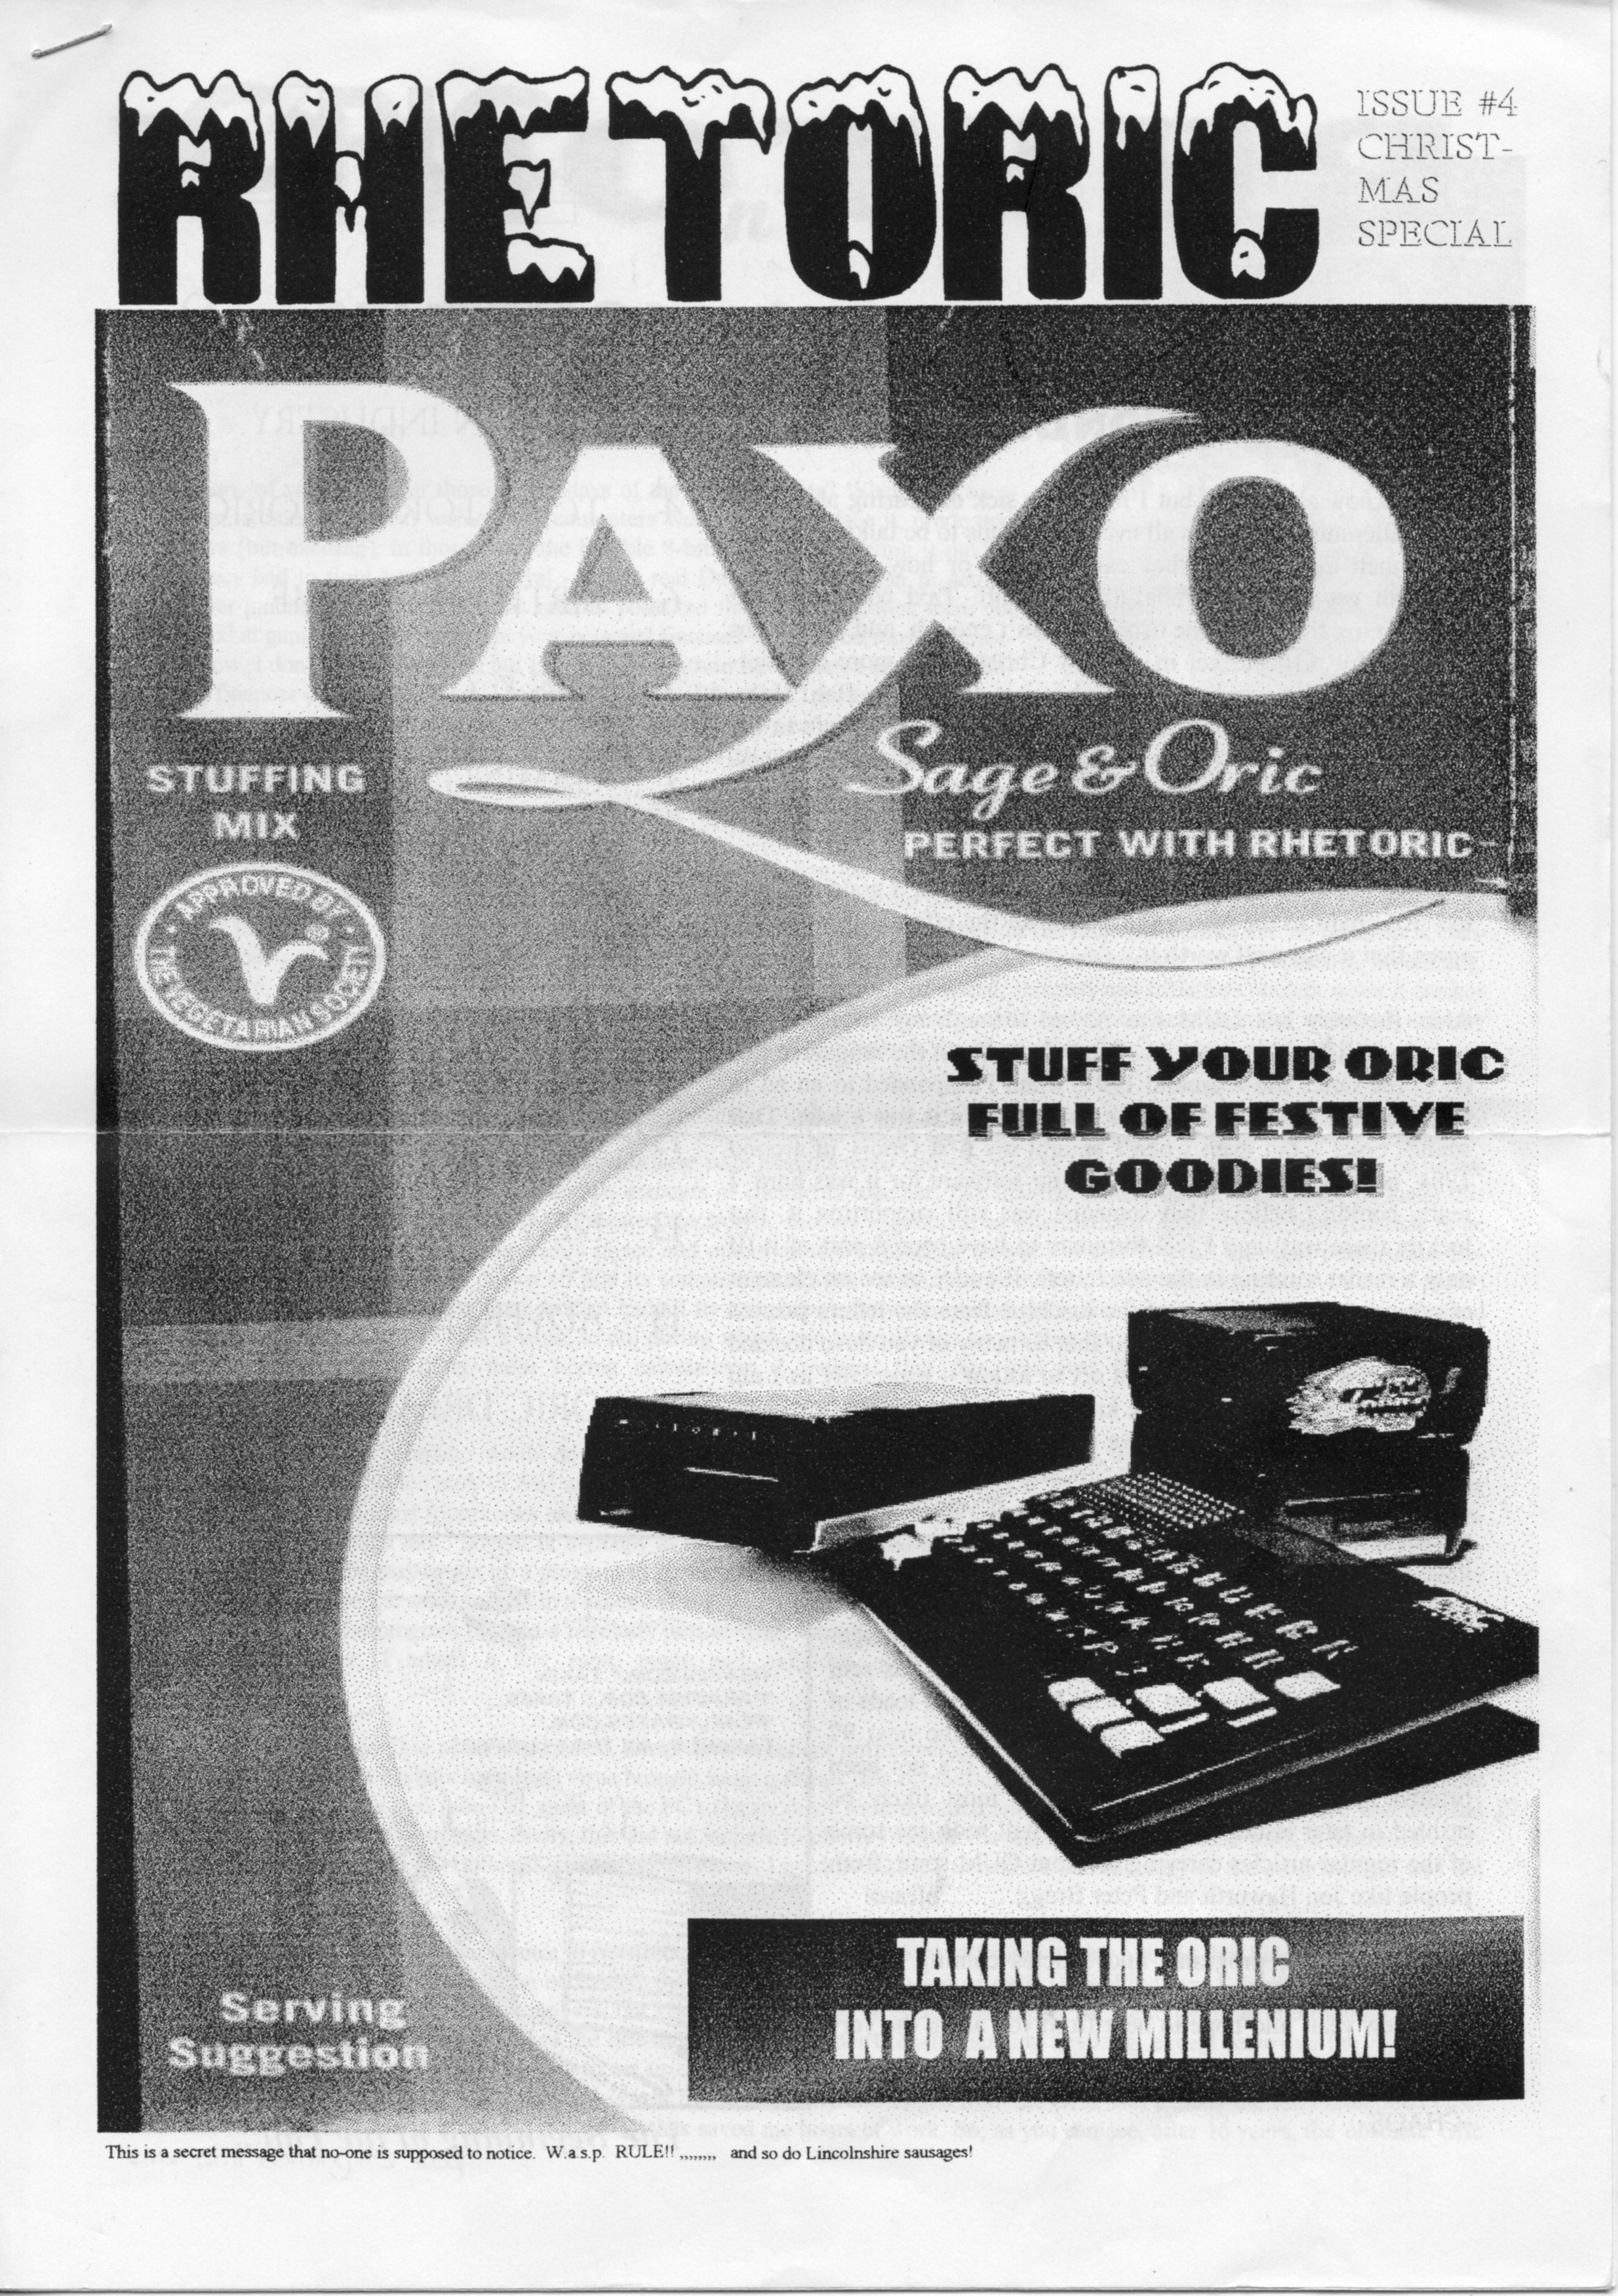 RHETORIC
ISSUE #4
CHRIST-
MAS
SPECIAL
PAXO
STUFFING
MIX
Sage & Oric
PERFECT WITH RHETORIC
· APPROVED BY · THE VEGETARIAN SOCIETY
V®
STUFF YOUR ORIC
FULL OF FESTIVE
GOODIES!
ORIC
TAKING THE ORIC
INTO A NEW MILLENIUM!
Serving
Suggestion
This is a secret message that no-one is supposed to notice. W.a.s.p. RULE!! ,,,,,,,,, and so do Lincolnshire sausages!